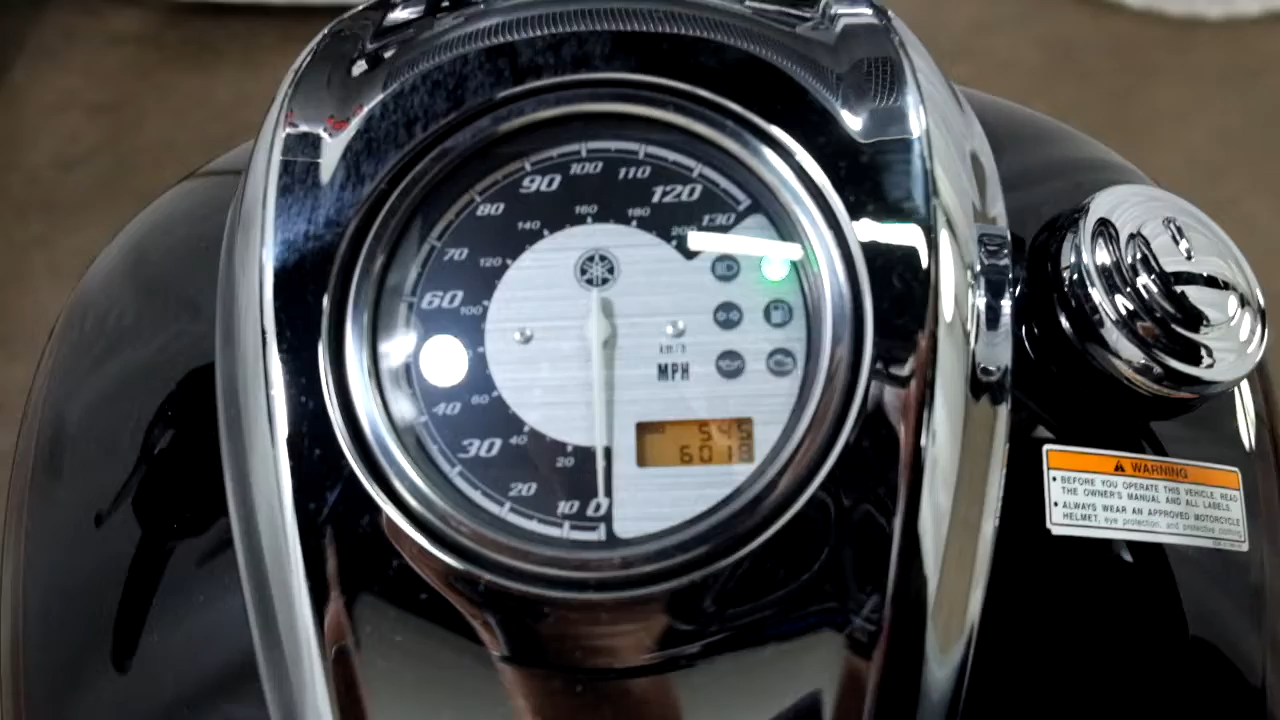 100
90 110
80 120
160
140 180 130
70 120 200
60 100
km/h
MPH
40 60
30 40
20
20
10 0
545
6018
WARNING
• BEFORE YOU OPERATE THIS VEHICLE, READ
THE OWNER'S MANUAL AND ALL LABELS.
• ALWAYS WEAR AN APPROVED MOTORCYCLE
HELMET, eye protection, and protective clothing